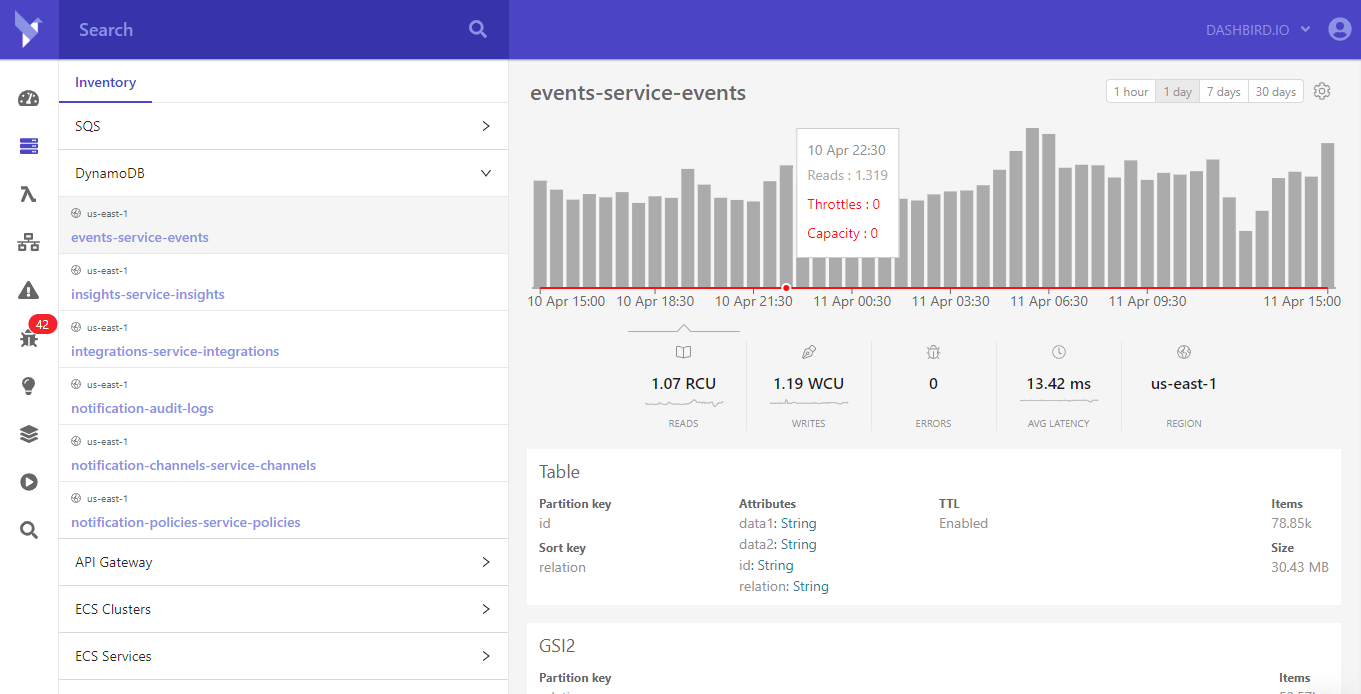 Search
DASHBIRD.IO
Inventory
SQS
DynamoDB
us-east-1
events-service-events
us-east-1
insights-service-insights
us-east-1
integrations-service-integrations
us-east-1
notification-audit-logs
us-east-1
notification-channels-service-channels
us-east-1
notification-policies-service-policies
API Gateway
ECS Clusters
ECS Services
42
events-service-events
1 hour 1 day 7 days 30 days
10 Apr 22:30
Reads : 1.319
Throttles : 0
Capacity : 0
10 Apr 15:00 10 Apr 18:30 10 Apr 21:30 11 Apr 00:30 11 Apr 03:30 11 Apr 06:30 11 Apr 09:30 11 Apr 15:00
1.07 RCU
READS
1.19 WCU
WRITES
0
ERRORS
13.42 ms
AVG LATENCY
us-east-1
REGION
Table
Partition key
id
Sort key
relation
Attributes
data1: String
data2: String
id: String
relation: String
TTL
Enabled
Items
78.85k
Size
30.43 MB
GSI2
Partition key
Items